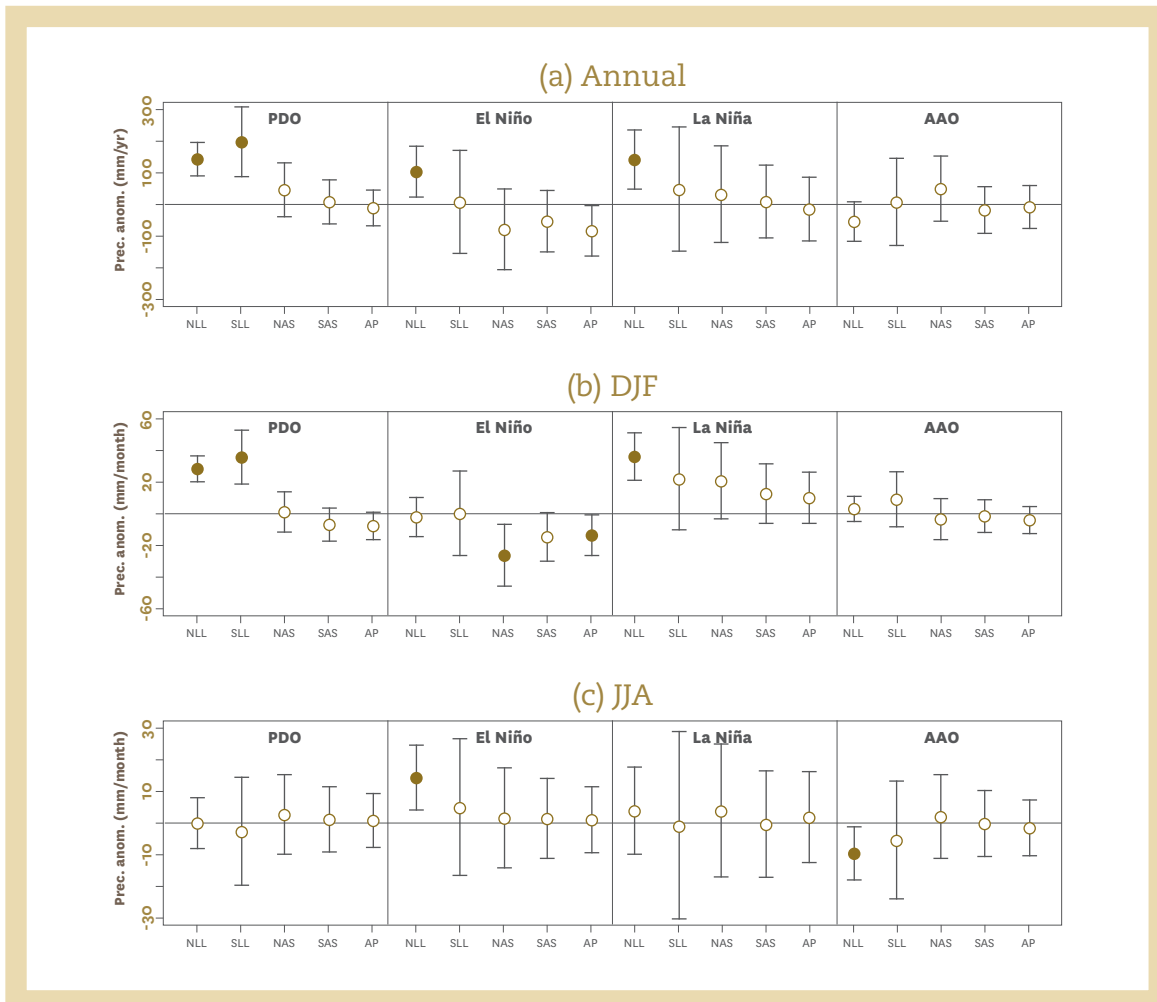 (a) Annual
PDO El Niño La Niña AAO
Prec. anom. (mm/yr)
300
100
-100
-300
NLL SLL NAS SAS AP NLL SLL NAS SAS AP NLL SLL NAS SAS AP NLL SLL NAS SAS AP
(b) DJF
PDO El Niño La Niña AAO
Prec. anom. (mm/month)
60
20
-20
-60
NLL SLL NAS SAS AP NLL SLL NAS SAS AP NLL SLL NAS SAS AP NLL SLL NAS SAS AP
(c) JJA
PDO El Niño La Niña AAO
Prec. anom. (mm/month)
30
10
-10
-30
NLL SLL NAS SAS AP NLL SLL NAS SAS AP NLL SLL NAS SAS AP NLL SLL NAS SAS AP